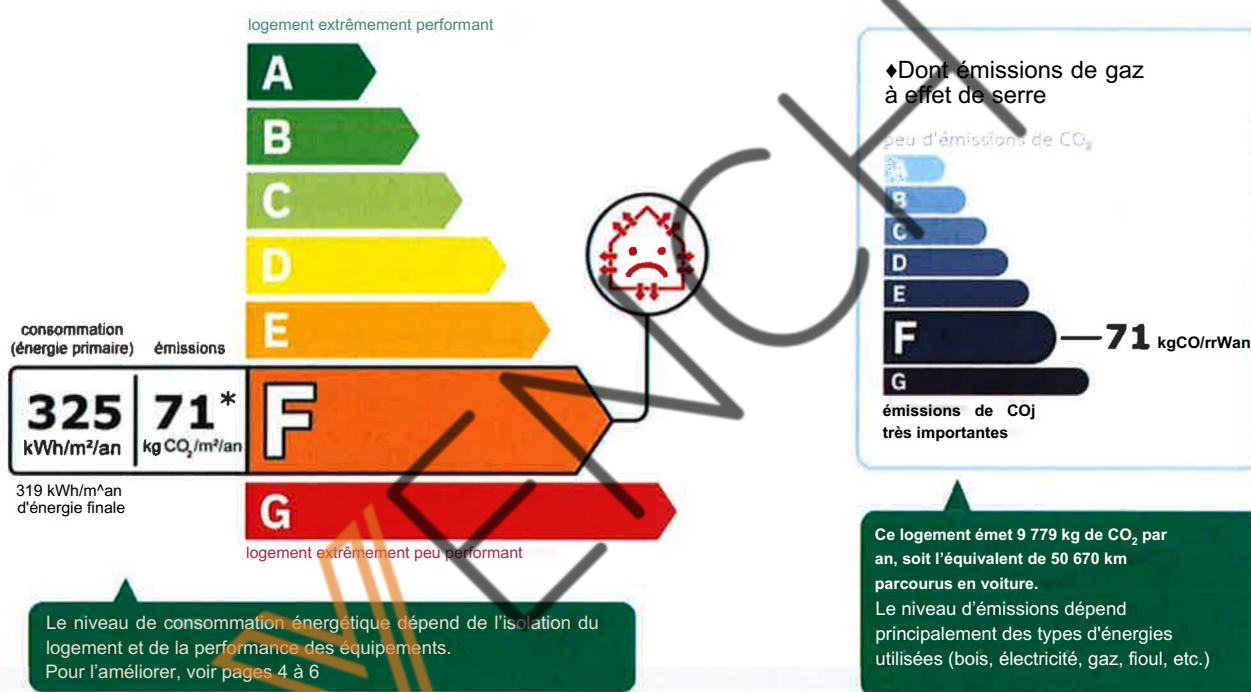 logement extrêmement performant
A
B
C
D
E
consommation
(énergie primaire) émissions
325 71*
kWh/m²/an kg CO₂/m²/an
F
319 kWh/m^an
d'énergie finale
G
logement extrêmement peu performant
Le niveau de consommation énergétique dépend de l'isolation du
logement et de la performance des équipements.
Pour l'améliorer, voir pages 4 à 6
♦Dont émissions de gaz
à effet de serre
peu d'émissions de CO₂
A
B
C
D
E
F 71 kgCO/rrWan
G
émissions de COj
très importantes
Ce logement émet 9 779 kg de CO₂ par
an, soit l'équivalent de 50 670 km
parcourus en voiture.
Le niveau d'émissions dépend
principalement des types d'énergies
utilisées (bois, électricité, gaz, fioul, etc.)